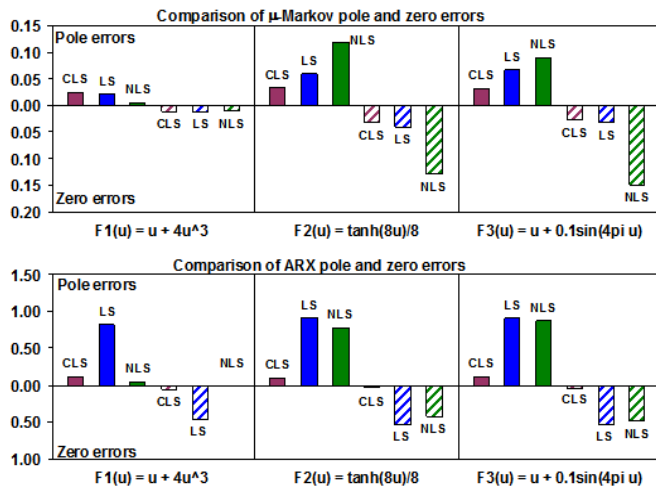 Comparison of µ-Markov pole and zero errors
0.15
0.10
0.05
0.00
0.05
0.10
0.15
0.20
Pole errors
Zero errors
CLS
LS
NLS
CLS
LS
NLS
CLS
LS
NLS
CLS
LS
NLS
CLS
LS
NLS
CLS
LS
NLS
F1(u) = u + 4u^3
F2(u) = tanh(8u)/8
F3(u) = u + 0.1sin(4pi u)
Comparison of ARX pole and zero errors
1.50
1.00
0.50
0.00
0.50
1.00
Pole errors
Zero errors
CLS
LS
NLS
CLS
LS
NLS
CLS
LS
NLS
CLS
LS
NLS
CLS
LS
NLS
CLS
LS
NLS
F1(u) = u + 4u^3
F2(u) = tanh(8u)/8
F3(u) = u + 0.1sin(4pi u)